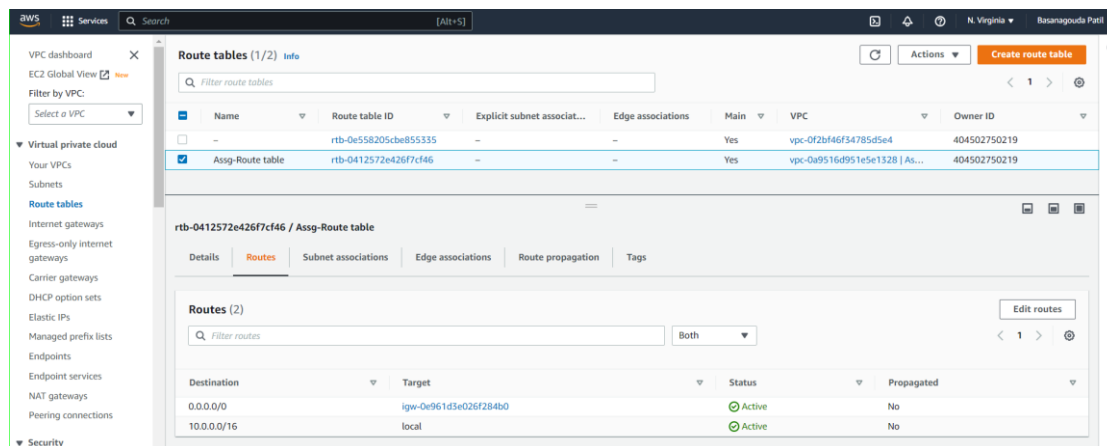 aws Services Search [Alt+S] N. Virginia Basanagouda Patil
VPC dashboard
EC2 Global View New
Filter by VPC:
Select a VPC
Virtual private cloud
Your VPCs
Subnets
Route tables
Internet gateways
Egress-only internet
gateways
Carrier gateways
DHCP option sets
Elastic IPs
Managed prefix lists
Endpoints
Endpoint services
NAT gateways
Peering connections
Security
Route tables (1/2) Info Actions Create route table
Filter route tables 1
Name Route table ID Explicit subnet associat... Edge associations Main VPC Owner ID
– rtb-0e558205cbe855335 – – Yes vpc-0f2bf46f34785d5e4 404502750219
Assg-Route table rtb-0412572e426f7cf46 – – Yes vpc-0a9516d951e5e1328 | As... 404502750219
rtb-0412572e426f7cf46 / Assg-Route table
Details Routes Subnet associations Edge associations Route propagation Tags
Routes (2) Edit routes
Filter routes Both 1
Destination Target Status Propagated
0.0.0.0/0 igw-0e961d3e026f284b0 Active No
10.0.0.0/16 local Active No